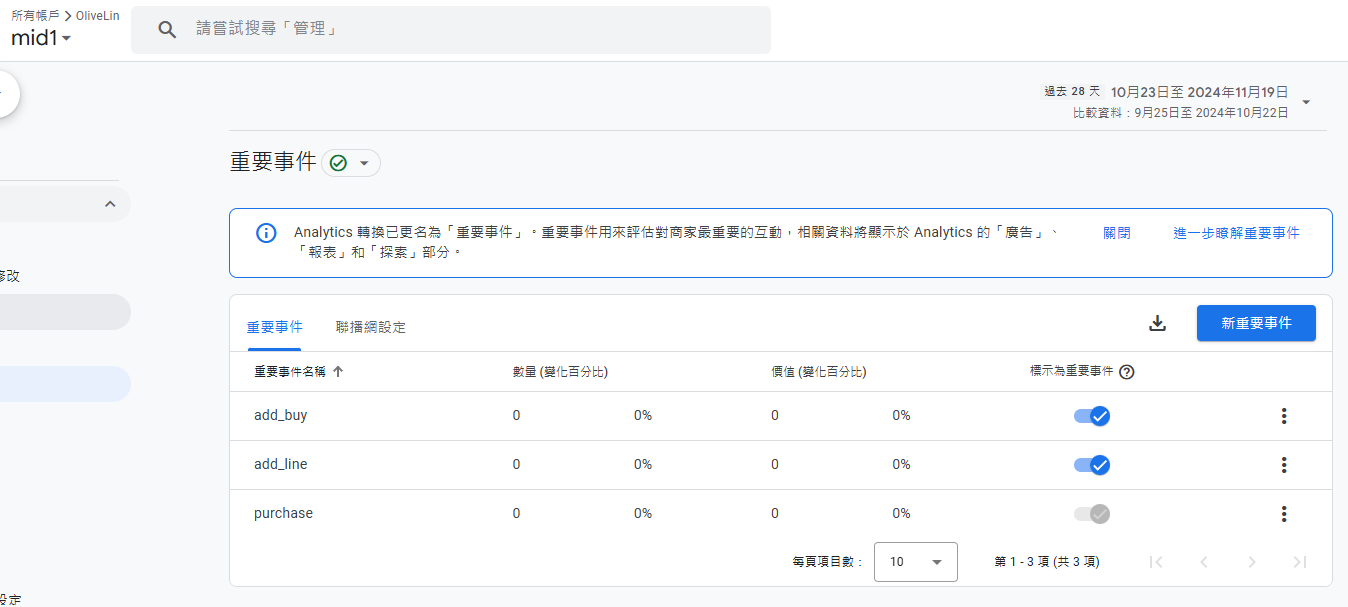 所有帳戶 > OliveLin
mid1
請嘗試搜尋「管理」
過去 28 天 10月23日至 2024年11月19日
比較資料：9月25日至 2024年10月22日
重要事件
Analytics 轉換已更名為「重要事件」。重要事件用來評估對商家最重要的互動，相關資料將顯示於 Analytics 的「廣告」、
「報表」和「探索」部分。
關閉
進一步瞭解重要事件
修改
重要事件 聯播網設定
新重要事件
重要事件名稱 數量 (變化百分比) 價值 (變化百分比) 標示為重要事件
add_buy 0 0% 0 0%
add_line 0 0% 0 0%
purchase 0 0% 0 0%
每頁項目數： 10 第 1 - 3 項 (共 3 項)
設定